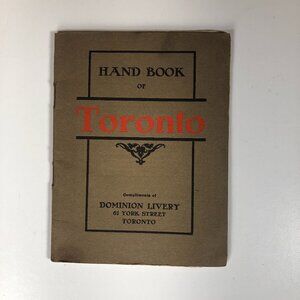 HAND BOOK
OF
Toronto
Compliments of
DOMINION LIVERY
61 YORK STREET
TORONTO